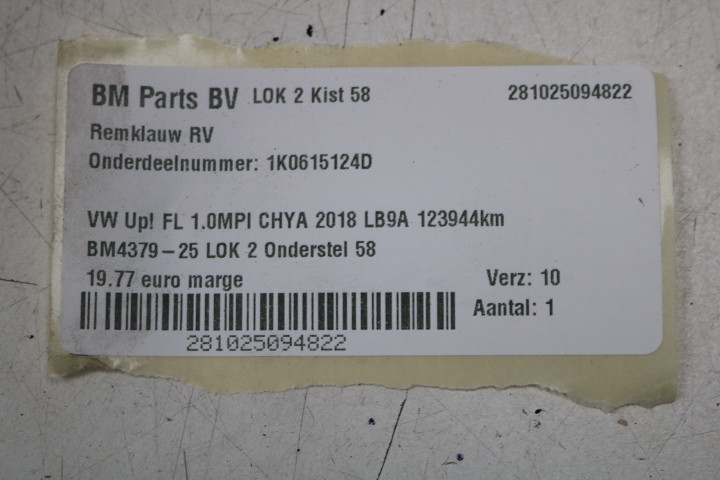 BM Parts BV LOK 2 Kist 58 281025094822
Remklauw RV
Onderdeelnummer: 1K0615124D
VW Up! FL 1.0MPI CHYA 2018 LB9A 123944km
BM4379-25 LOK 2 Onderstel 58
19.77 euro marge Verz: 10
Aantal: 1
281025094822